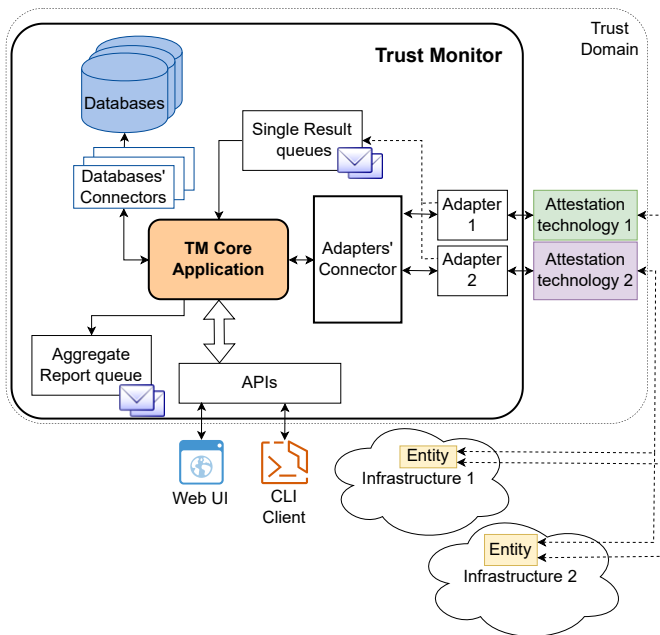 Trust
Domain
Trust Monitor
Databases
Single Result
queues
Databases'
Connectors
TM Core
Application
Adapters'
Connector
Adapter
1
Attestation
technology 1
Adapter
2
Attestation
technology 2
Aggregate
Report queue
APIs
Web UI
CLI
Client
Entity
Infrastructure 1
Entity
Infrastructure 2